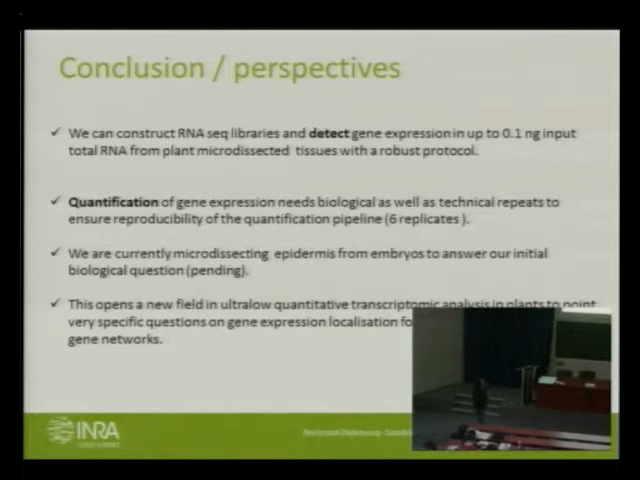 Conclusion / perspectives
✓ We can construct RNA seq libraries and detect gene expression in up to 0.1 ng input
total RNA from plant microdissected tissues with a robust protocol.
✓ Quantification of gene expression needs biological as well as technical repeats to
ensure reproducibility of the quantification pipeline (6 replicates ).
✓ We are currently microdissecting epidermis from embryos to answer our initial
biological question (pending).
✓ This opens a new field in ultralow quantitative transcriptomic analysis in plants to point
very specific questions on gene expression localisation
gene networks.
INRA